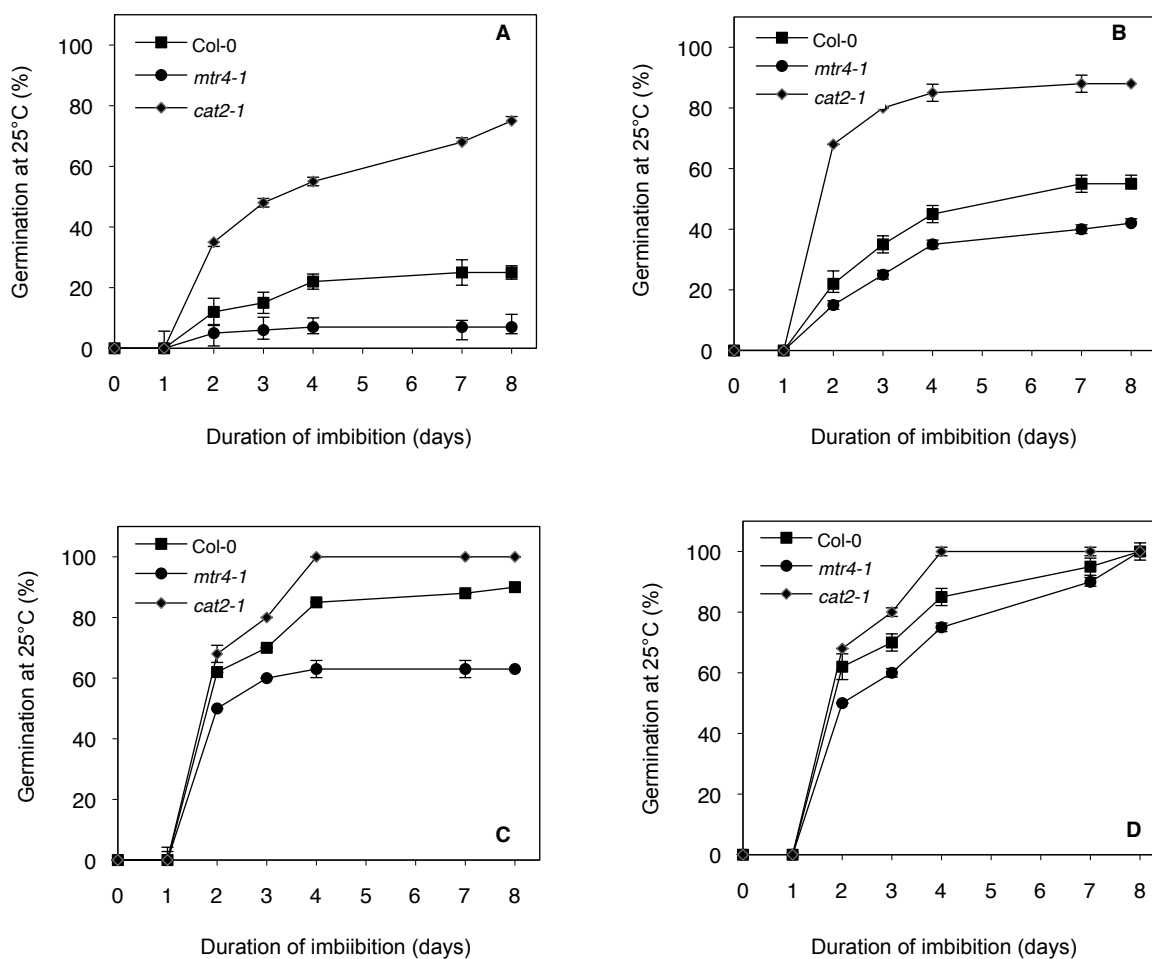 A
Germination at 25°C (%)
100
80
60
40
20
0
Col-0
mtr4-1
cat2-1
0 1 2 3 4 5 6 7 8
Duration of imbibition (days)
B
Germination at 25°C (%)
100
80
60
40
20
0
Col-0
mtr4-1
cat2-1
0 1 2 3 4 5 6 7 8
Duration of imbibition (days)
C
Germination at 25°C (%)
100
80
60
40
20
0
Col-0
mtr4-1
cat2-1
0 1 2 3 4 5 6 7 8
Duration of imbiibition (days)
D
Germination at 25°C (%)
100
80
60
40
20
0
Col-0
mtr4-1
cat2-1
0 1 2 3 4 5 6 7 8
Duration of imbibition (days)